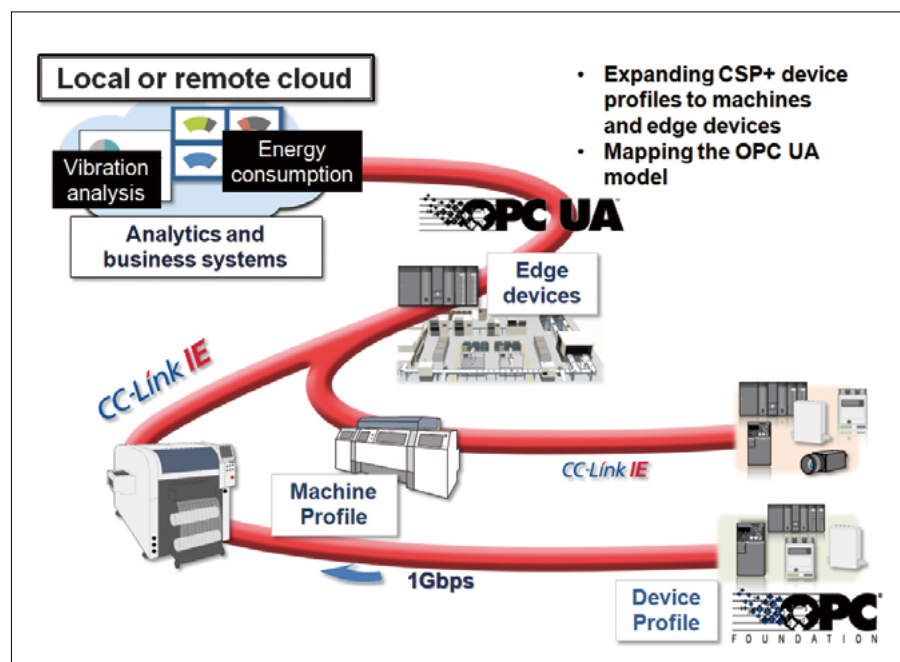 Local or remote cloud
Vibration
analysis
Energy
consumption
Analytics and
business systems
• Expanding CSP+ device
profiles to machines
and edge devices
• Mapping the OPC UA
model
OPC UA™
Edge
devices
CC-Link IE
Machine
Profile
CC-Link IE
1Gbps
Device
Profile
OPC®
FOUNDATION